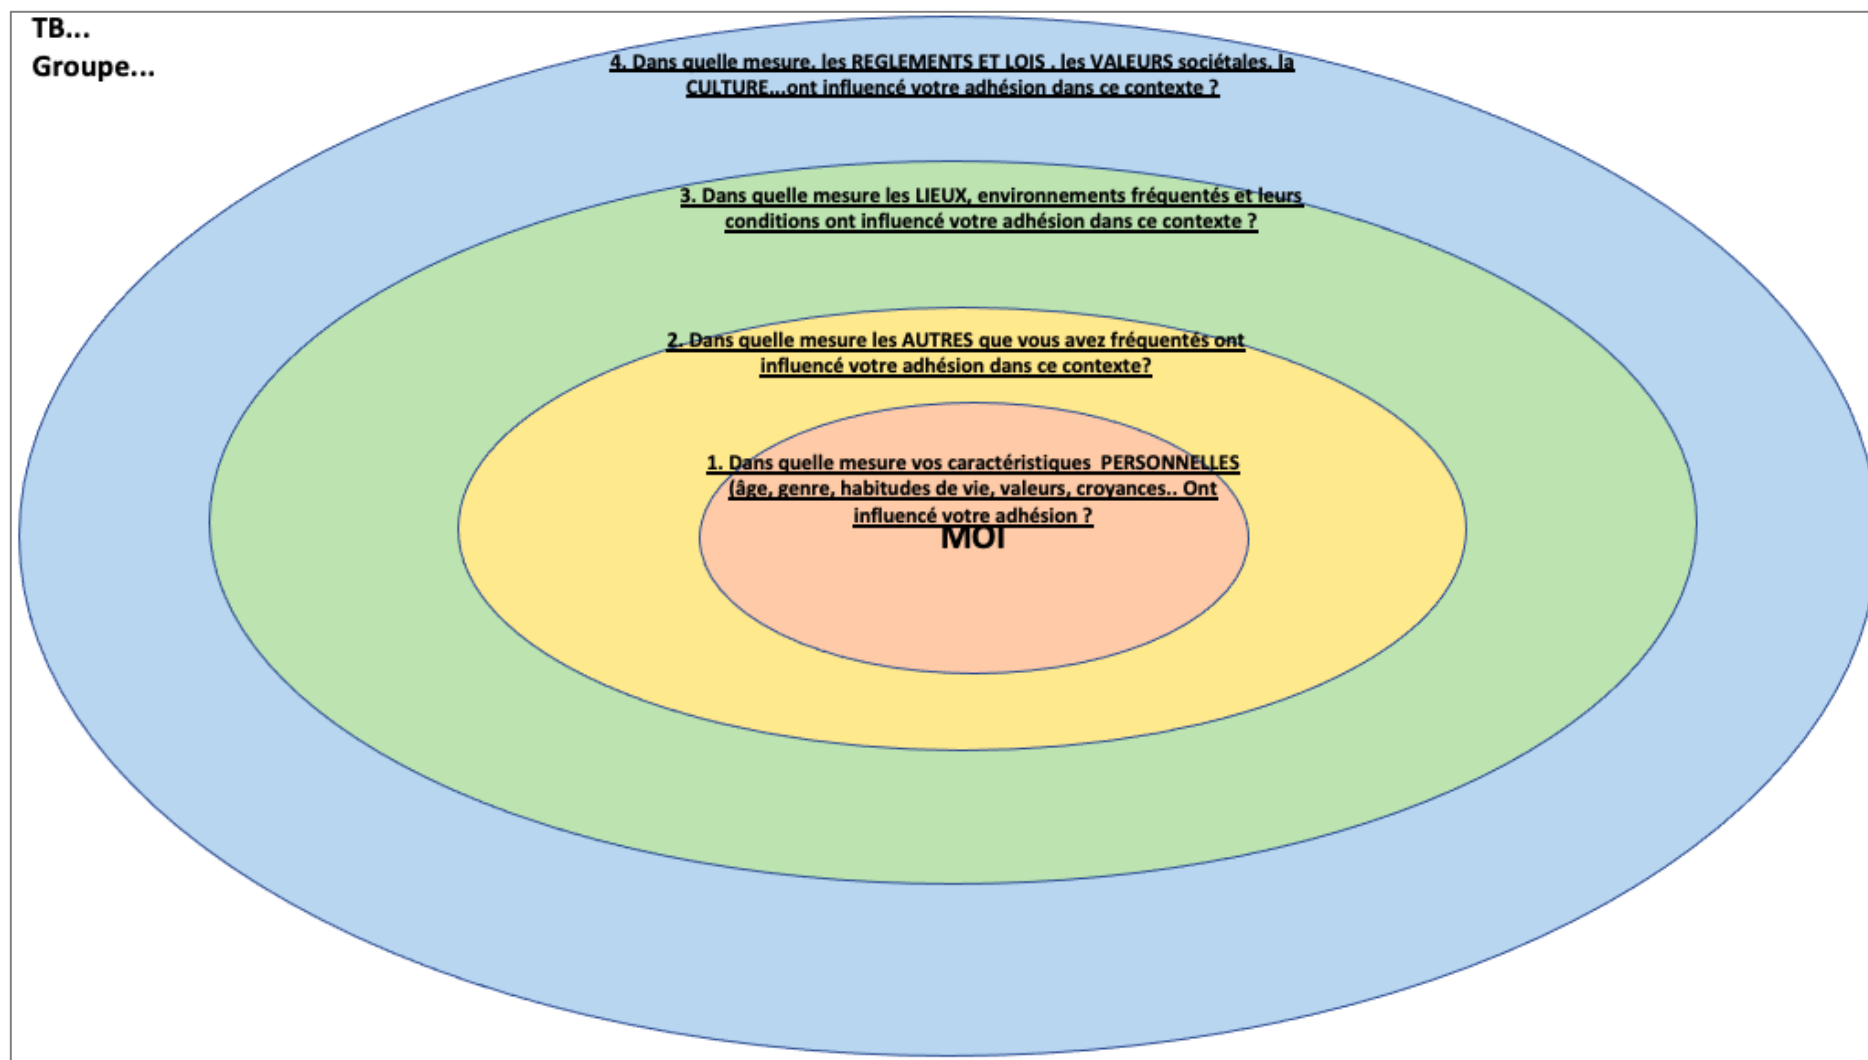 TB...
Groupe...
4. Dans quelle mesure, les REGLEMENTS ET LOIS , les VALEURS sociétales, la
CULTURE...ont influencé votre adhésion dans ce contexte ?
3. Dans quelle mesure les LIEUX, environnements fréquentés et leurs
conditions ont influencé votre adhésion dans ce contexte ?
2. Dans quelle mesure les AUTRES que vous avez fréquentés ont
influencé votre adhésion dans ce contexte?
1. Dans quelle mesure vos caractéristiques PERSONNELLES
(âge, genre, habitudes de vie, valeurs, croyances.. Ont
influencé votre adhésion ?
MOI